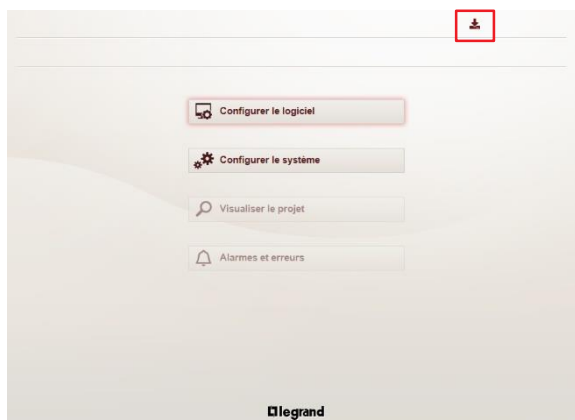 Configurer le logiciel
Configurer le système
Visualiser le projet
Alarmes et erreurs
legrand